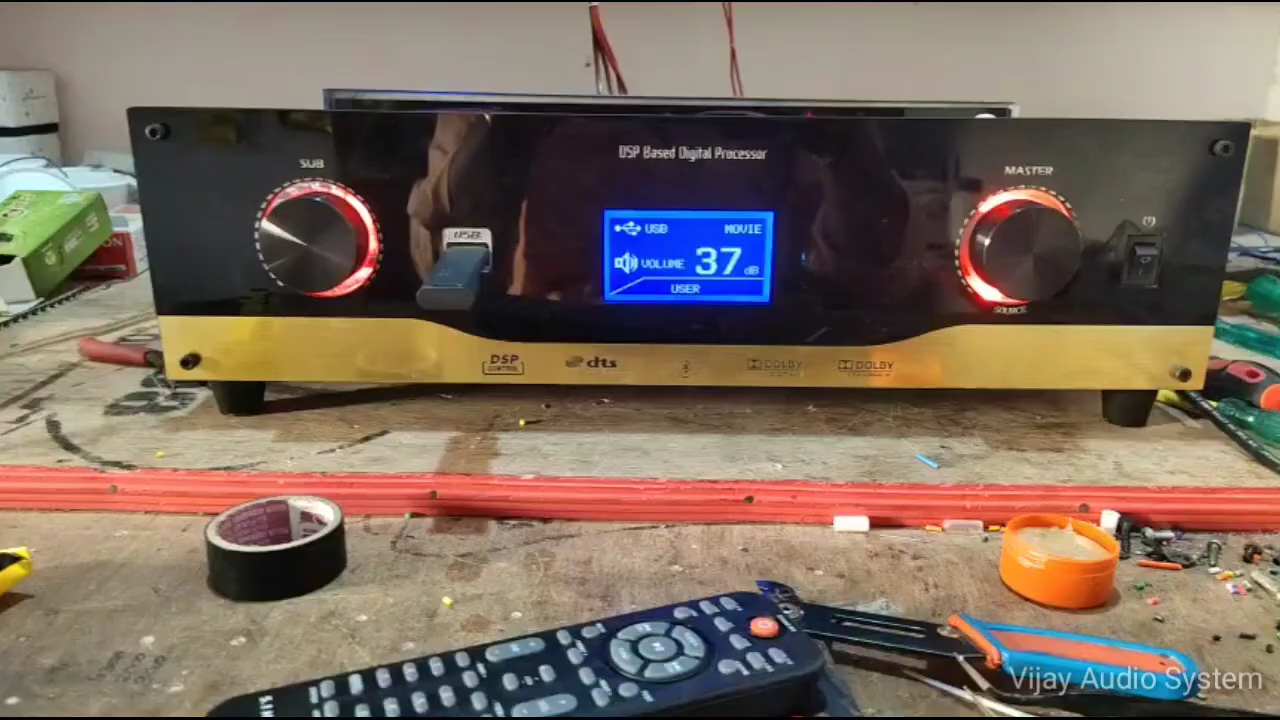 DSP Based Digital Processor
SUB
MASTER
USB
USB MOVIE
VOLUME 37 dB
USER
SOURCE
DSP
CONTROL
dts
DOLBY
DOLBY
Vijay Audio System